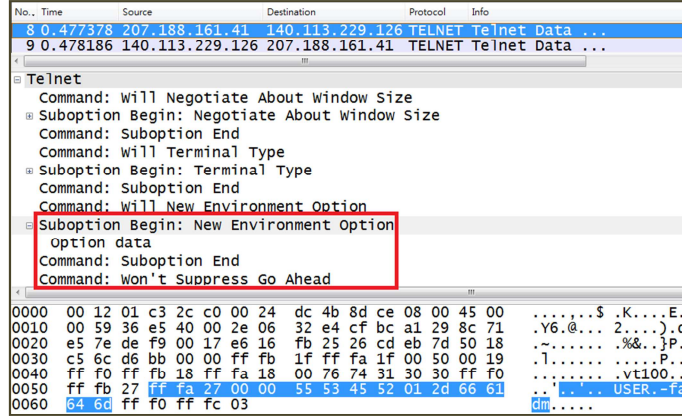 No.. Time Source Destination Protocol Info
8 0.477378 207.188.161.41 140.113.229.126 TELNET Telnet Data ...
9 0.478186 140.113.229.126 207.188.161.41 TELNET Telnet Data ...
Telnet
Command: Will Negotiate About Window Size
Suboption Begin: Negotiate About Window Size
Command: Suboption End
Command: Will Terminal Type
Suboption Begin: Terminal Type
Command: Suboption End
Command: Will New Environment Option
Suboption Begin: New Environment Option
Option data
Command: Suboption End
Command: Won't Suppress Go Ahead
0000 00 12 01 c3 2c c0 00 24 dc 4b 8d ce 08 00 45 00 ....,..$ .K....E.
0010 00 59 36 e5 40 00 2e 06 32 e4 cf bc a1 29 8c 71 .Y6.@... 2....).q
0020 e5 7e de f9 00 17 e6 16 fb 25 26 cd eb 7d 50 18 .~...... .%&..}P.
0030 c5 6c d6 bb 00 00 ff fb 1f ff fa 1f 00 50 00 19 .l...... .....P..
0040 ff f0 ff fb 18 ff fa 18 00 76 74 31 30 30 ff f0 ........ .vt100..
0050 ff fb 27 ff fa 27 00 00 55 53 45 52 01 2d 66 61 ..'..'.. USER.-fa
0060 64 6d ff f0 ff fc 03 dm.....